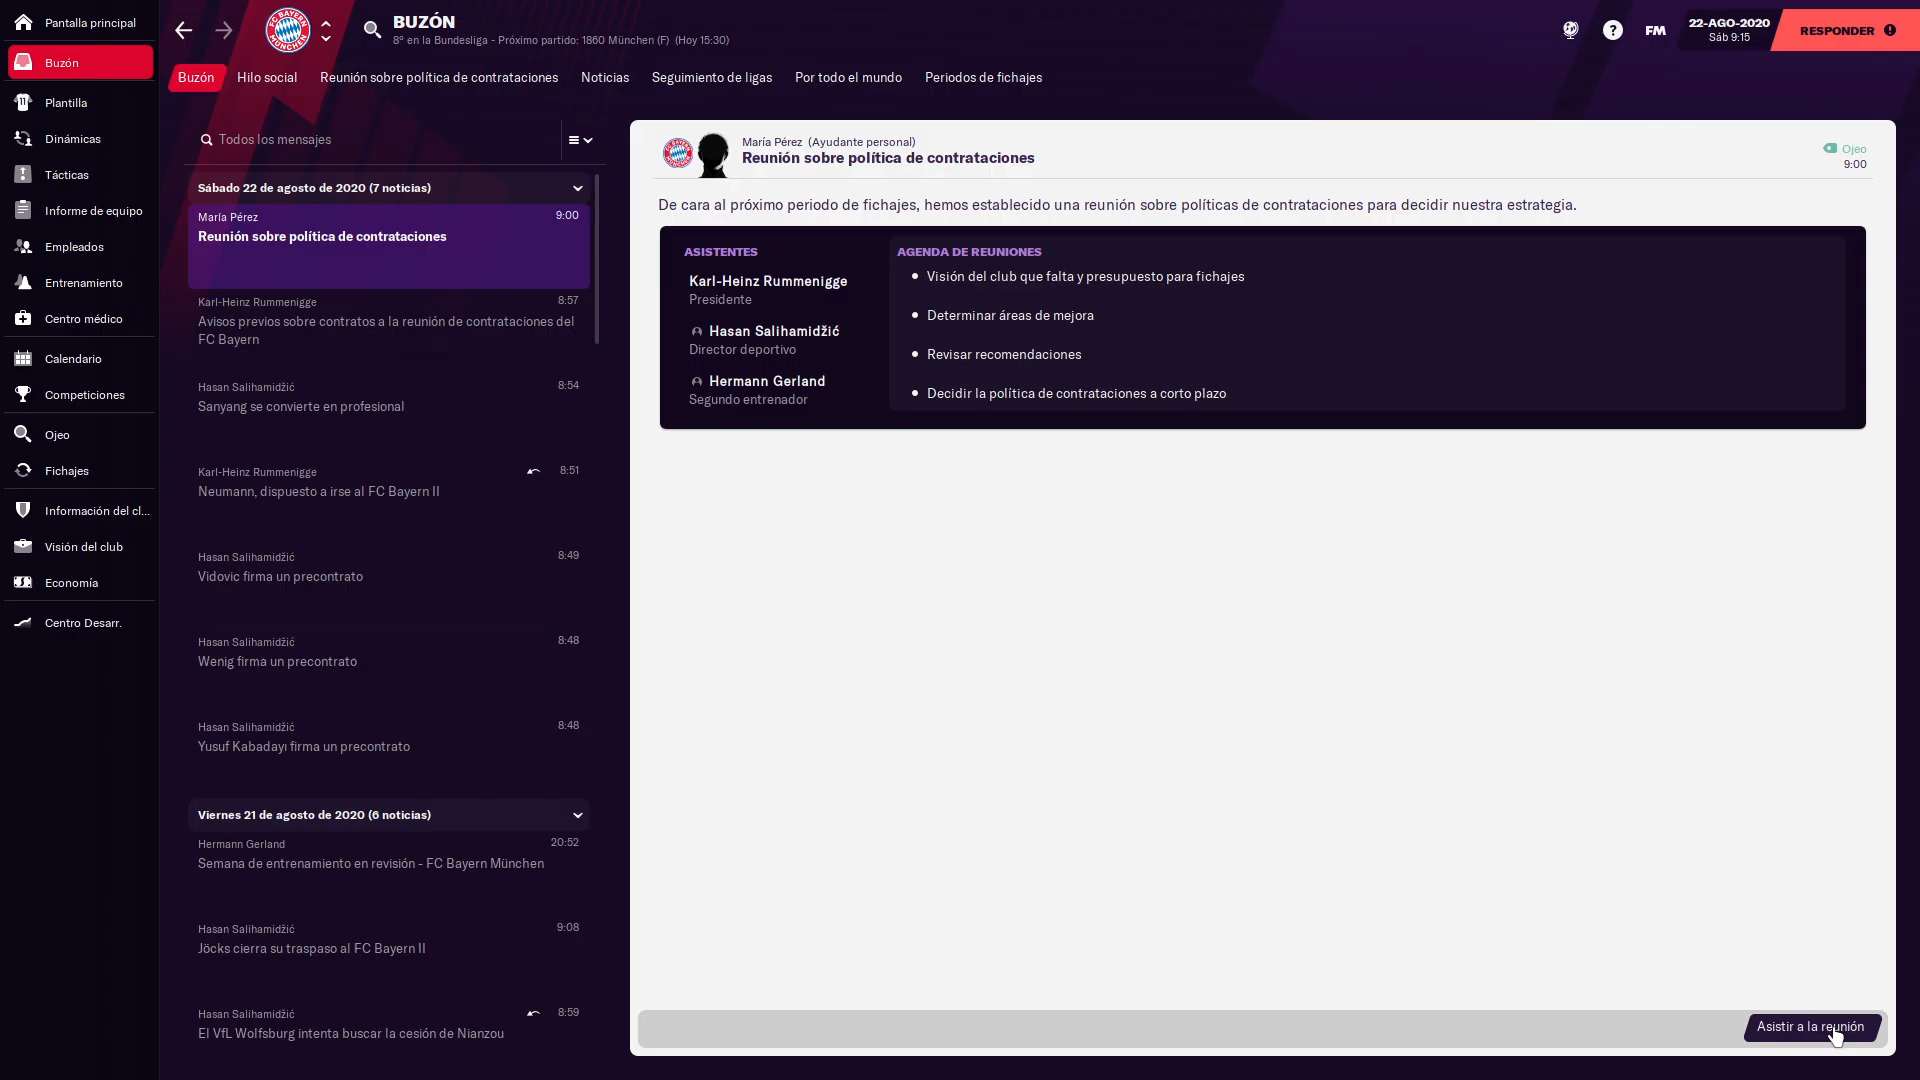 Pantalla principal
Buzón
Plantilla
Dinámicas
Tácticas
Informe de equipo
Empleados
Entrenamiento
Centro médico
Calendario
Competiciones
Ojeo
Fichajes
Información del cl...
Visión del club
Economía
Centro Desarr.
BUZÓN
8º en la Bundesliga - Próximo partido: 1860 München (F) (Hoy 15:30)
FM
22-AGO-2020
Sáb 9:15
RESPONDER
Buzón Hilo social Reunión sobre política de contrataciones Noticias Seguimiento de ligas Por todo el mundo Periodos de fichajes
Todos los mensajes
Sábado 22 de agosto de 2020 (7 noticias)
María Pérez 9:00
Reunión sobre política de contrataciones
Karl-Heinz Rummenigge 8:57
Avisos previos sobre contratos a la reunión de contrataciones del
FC Bayern
Hasan Salihamidžić 8:54
Sanyang se convierte en profesional
Karl-Heinz Rummenigge 8:51
Neumann, dispuesto a irse al FC Bayern II
Hasan Salihamidžić 8:49
Vidovic firma un precontrato
Hasan Salihamidžić 8:48
Wenig firma un precontrato
Hasan Salihamidžić 8:48
Yusuf Kabadayı firma un precontrato
Viernes 21 de agosto de 2020 (6 noticias)
Hermann Gerland 20:52
Semana de entrenamiento en revisión - FC Bayern München
Hasan Salihamidžić 9:08
Jöcks cierra su traspaso al FC Bayern II
Hasan Salihamidžić 8:59
El VfL Wolfsburg intenta buscar la cesión de Nianzou
María Pérez (Ayudante personal)
Reunión sobre política de contrataciones
Ojeo
9:00
De cara al próximo periodo de fichajes, hemos establecido una reunión sobre políticas de contrataciones para decidir nuestra estrategia.
ASISTENTES
Karl-Heinz Rummenigge
Presidente
Hasan Salihamidžić
Director deportivo
Hermann Gerland
Segundo entrenador
AGENDA DE REUNIONES
Visión del club que falta y presupuesto para fichajes
Determinar áreas de mejora
Revisar recomendaciones
Decidir la política de contrataciones a corto plazo
Asistir a la reunión